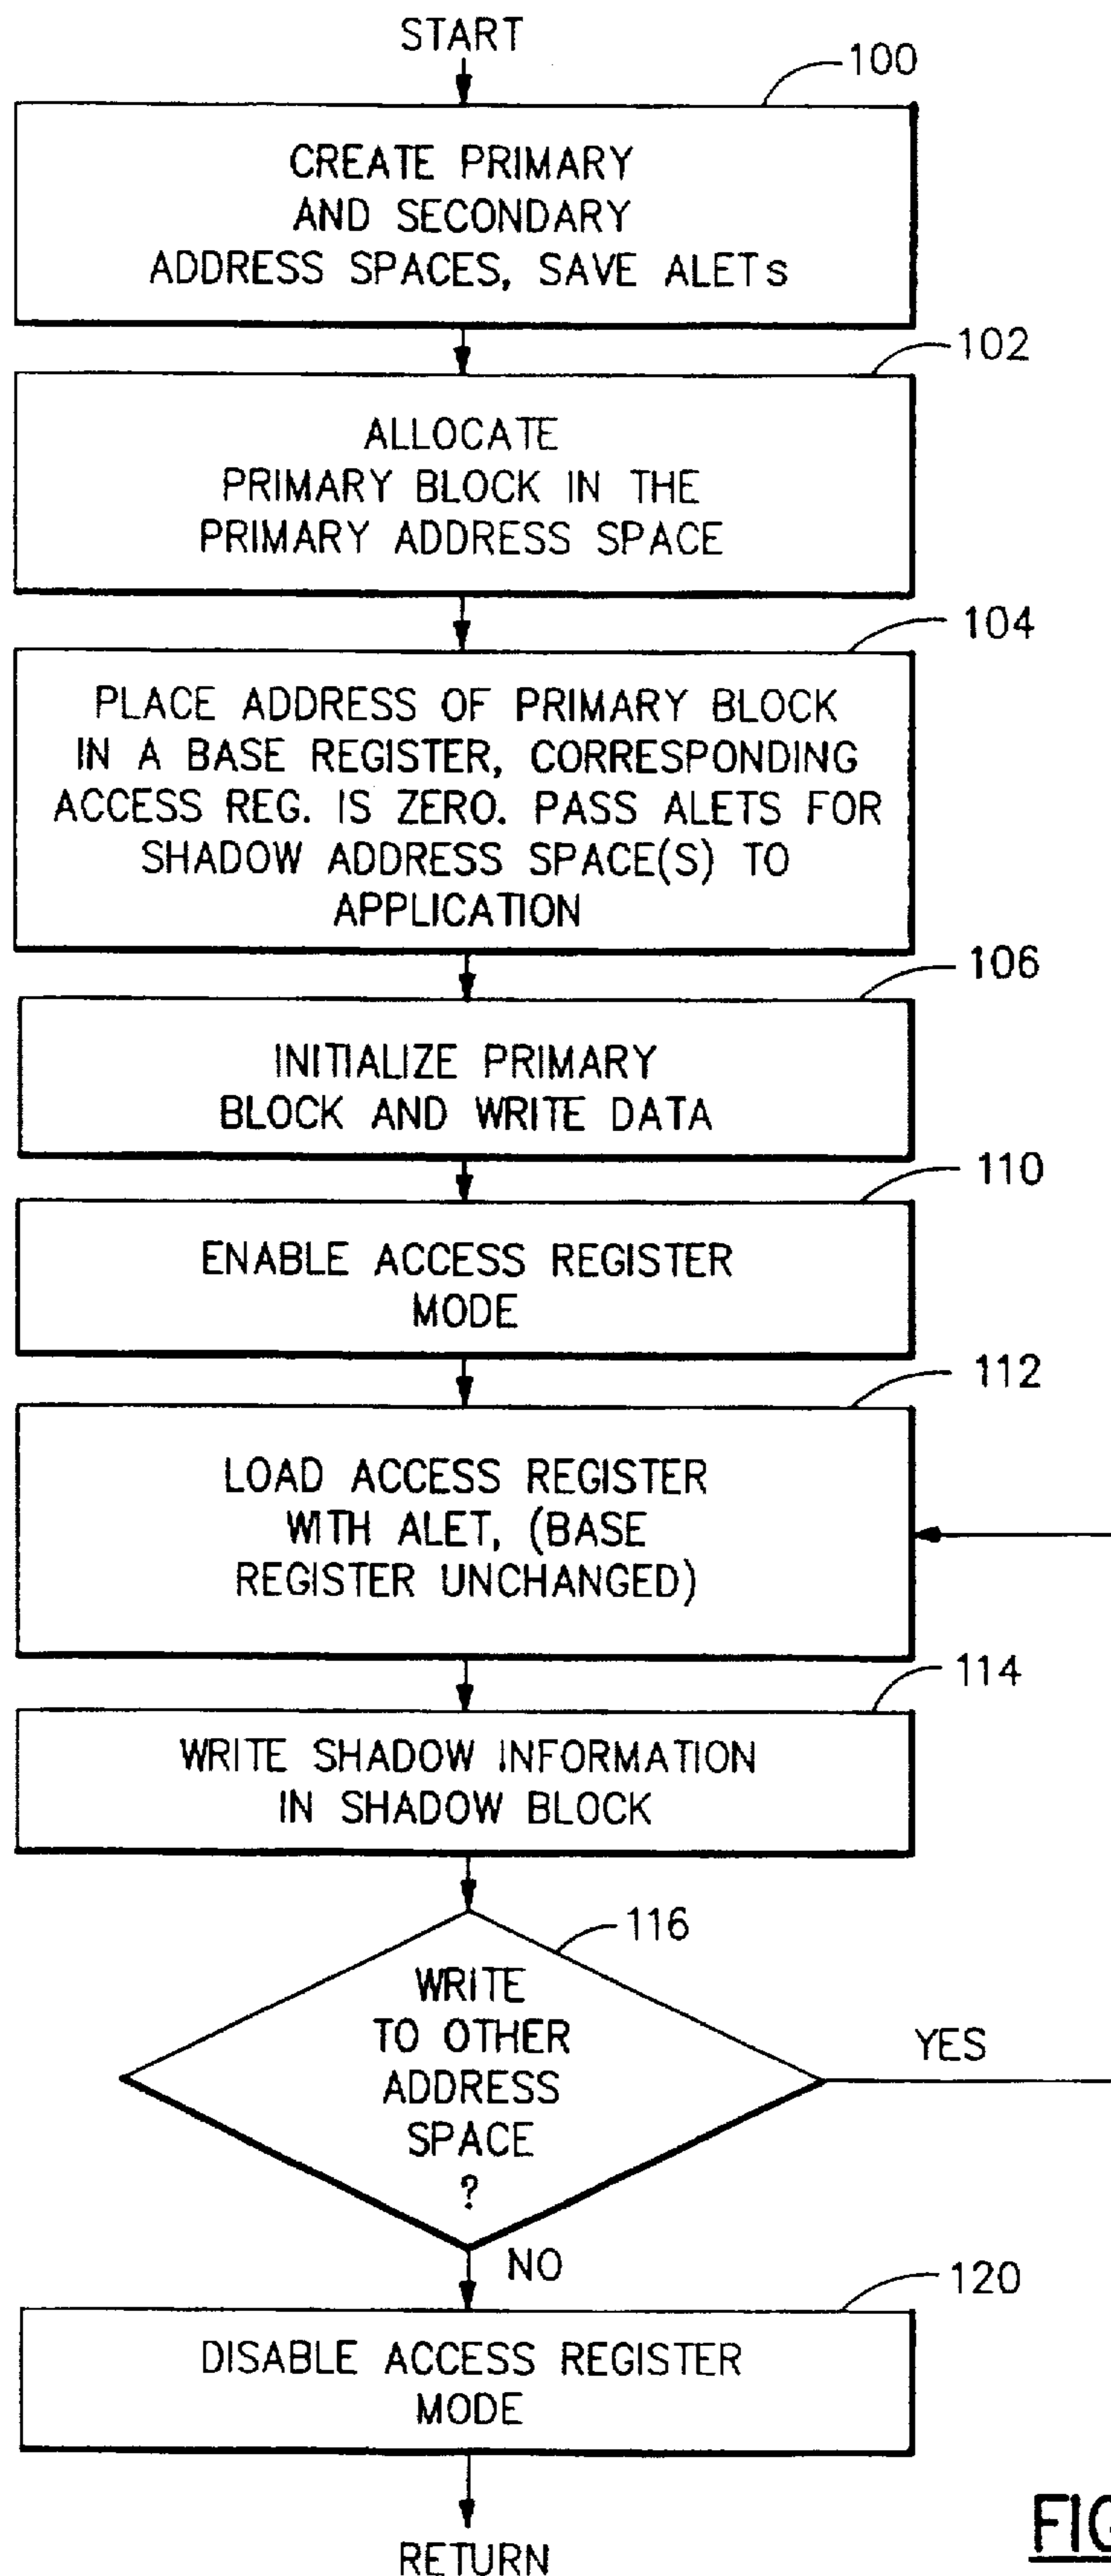 START
100
CREATE PRIMARY
AND SECONDARY
ADDRESS SPACES, SAVE ALETs
102
ALLOCATE
PRIMARY BLOCK IN THE
PRIMARY ADDRESS SPACE
104
PLACE ADDRESS OF PRIMARY BLOCK
IN A BASE REGISTER, CORRESPONDING
ACCESS REG. IS ZERO. PASS ALETS FOR
SHADOW ADDRESS SPACE(S) TO
APPLICATION
106
INITIALIZE PRIMARY
BLOCK AND WRITE DATA
110
ENABLE ACCESS REGISTER
MODE
112
LOAD ACCESS REGISTER
WITH ALET, (BASE
REGISTER UNCHANGED)
114
WRITE SHADOW INFORMATION
IN SHADOW BLOCK
116
WRITE
TO OTHER
ADDRESS
SPACE
?
YES
NO
120
DISABLE ACCESS REGISTER
MODE
RETURN